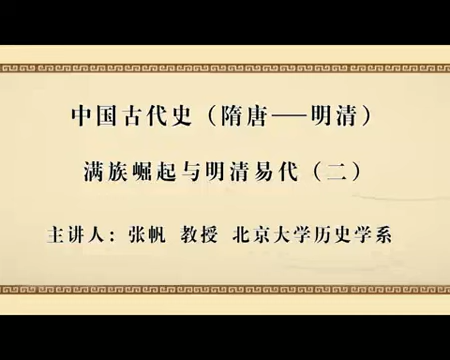 中国古代史（隋唐——明清）
满族崛起与明清易代（二）
主讲人：张帆 教授 北京大学历史学系